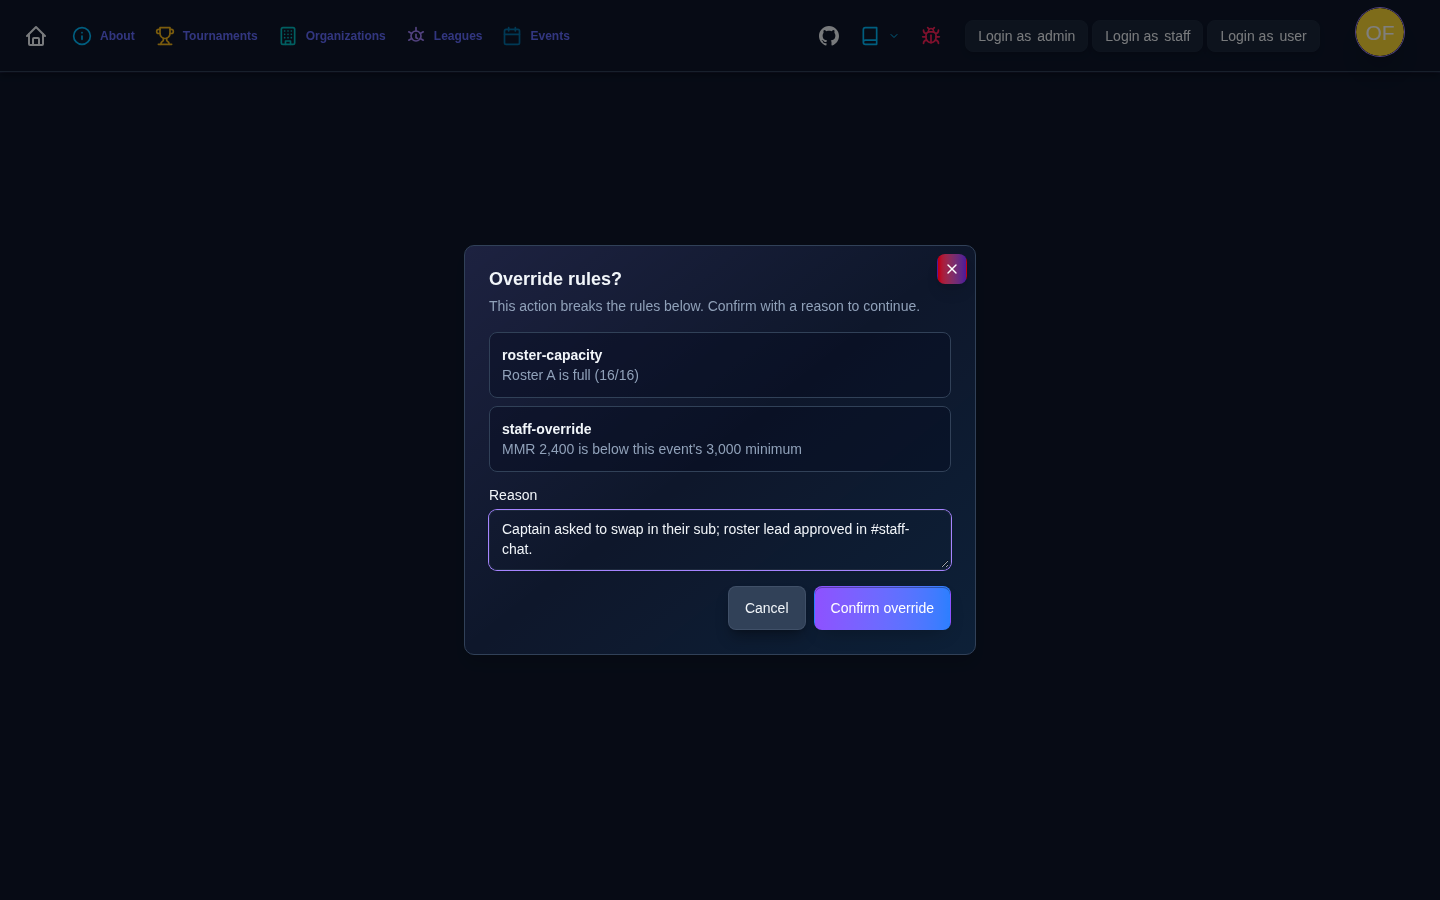 About Tournaments Organizations Leagues Events Login as admin Login as staff Login as user OF
Override rules?
This action breaks the rules below. Confirm with a reason to continue.
roster-capacity
Roster A is full (16/16)
staff-override
MMR 2,400 is below this event's 3,000 minimum
Reason
Captain asked to swap in their sub; roster lead approved in #staff-
chat.
Cancel Confirm override